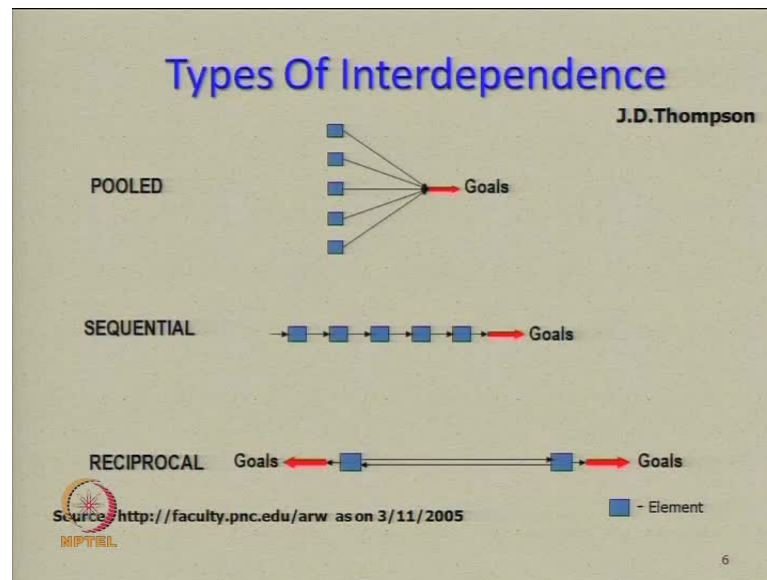 Types Of Interdependence
J.D.Thompson
POOLED
Goals
SEQUENTIAL
Goals
RECIPROCAL
Goals
Goals
Source http://faculty.pnc.edu/arw as on 3/11/2005
- Element
NPTEL
6